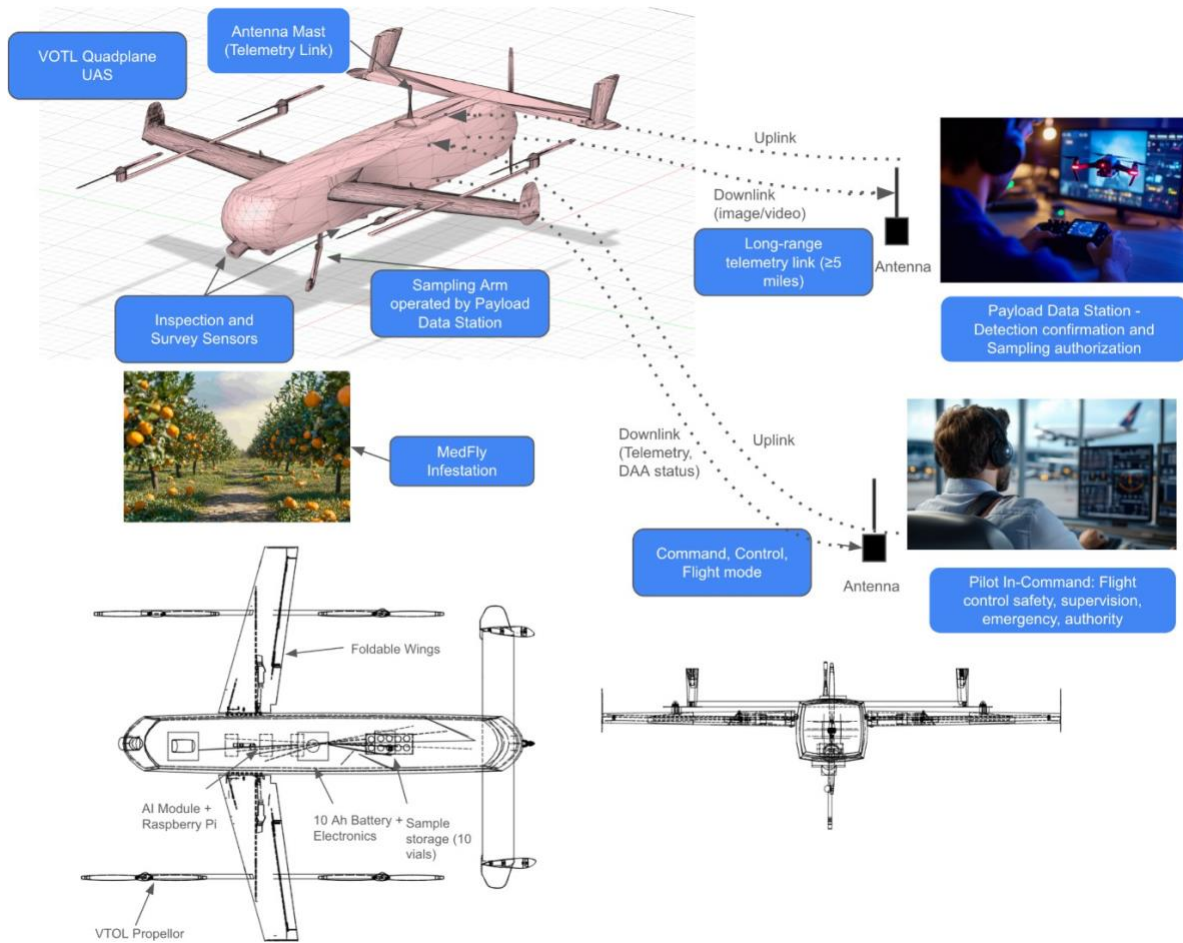 VOTL Quadplane
UAS
Antenna Mast
(Telemetry Link)
Uplink
Downlink
(image/video)
Long-range
telemetry link (≥5
miles)
Antenna
Payload Data Station -
Detection confirmation and
Sampling authorization
Inspection and
Survey Sensors
Sampling Arm
operated by Payload
Data Station
MedFly
Infestation
Downlink
(Telemetry,
DAA status)
Uplink
Command, Control,
Flight mode
Antenna
Pilot In-Command: Flight
control safety, supervision,
emergency, authority
Foldable Wings
AI Module +
Raspberry Pi
10 Ah Battery +
Electronics
Sample
storage (10
vials)
VTOL Propellor